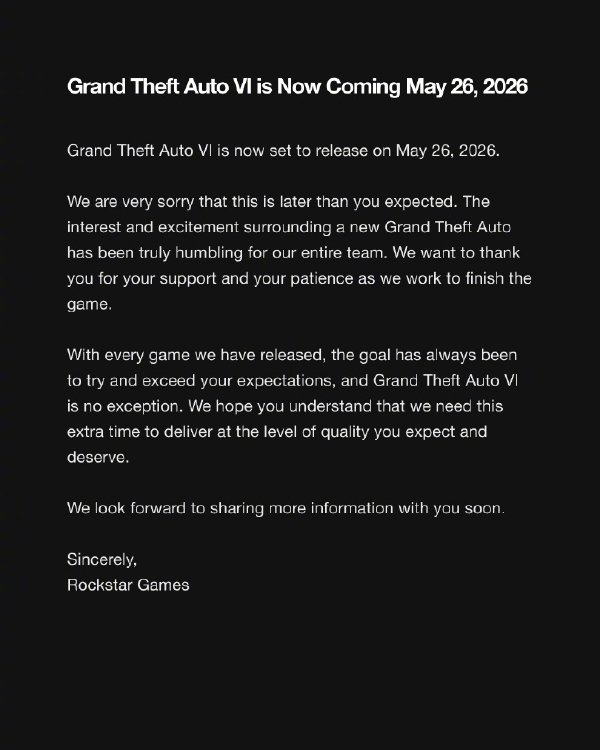 Grand Theft Auto VI is Now Coming May 26, 2026
Grand Theft Auto VI is now set to release on May 26, 2026.
We are very sorry that this is later than you expected. The
interest and excitement surrounding a new Grand Theft Auto
has been truly humbling for our entire team. We want to thank
you for your support and your patience as we work to finish the
game.
With every game we have released, the goal has always been
to try and exceed your expectations, and Grand Theft Auto VI
is no exception. We hope you understand that we need this
extra time to deliver at the level of quality you expect and
deserve.
We look forward to sharing more information with you soon.
Sincerely,
Rockstar Games